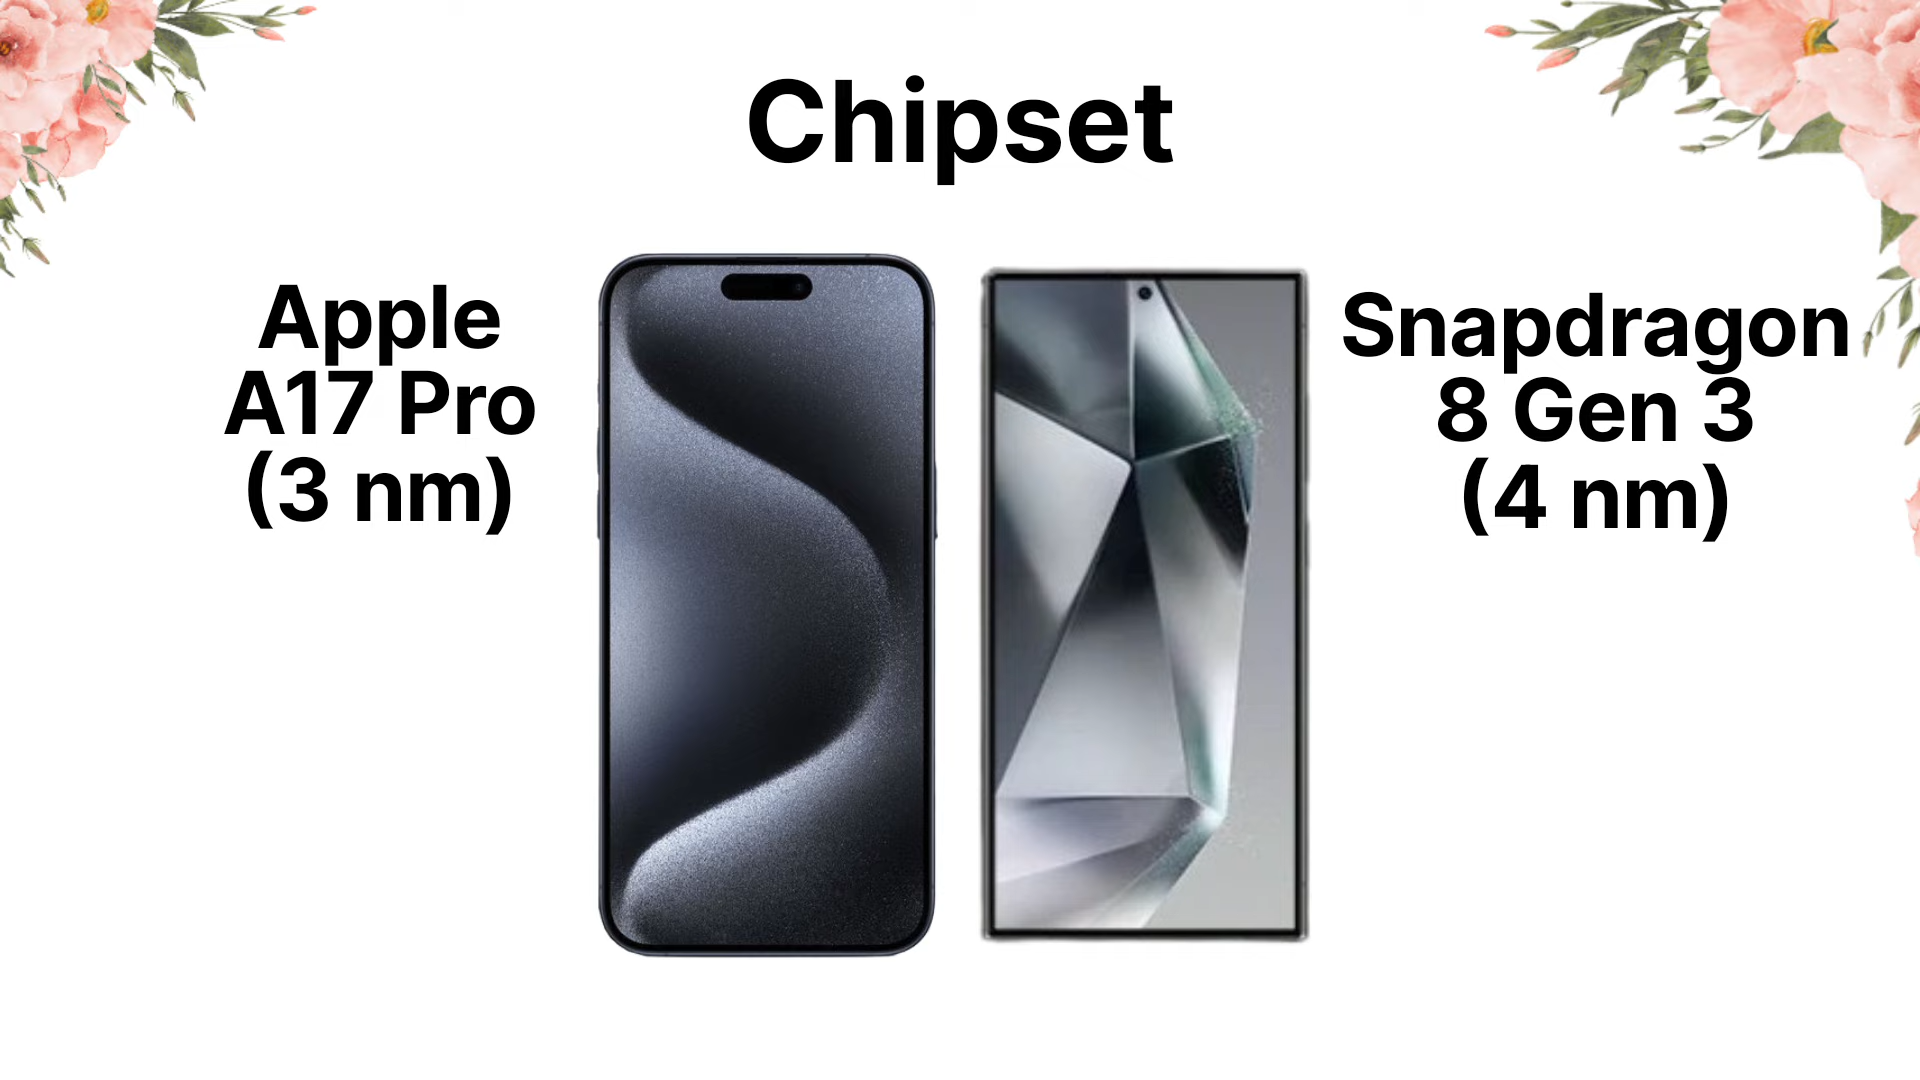 Chipset
Apple
A17 Pro
(3 nm)
Snapdragon
8 Gen 3
(4 nm)